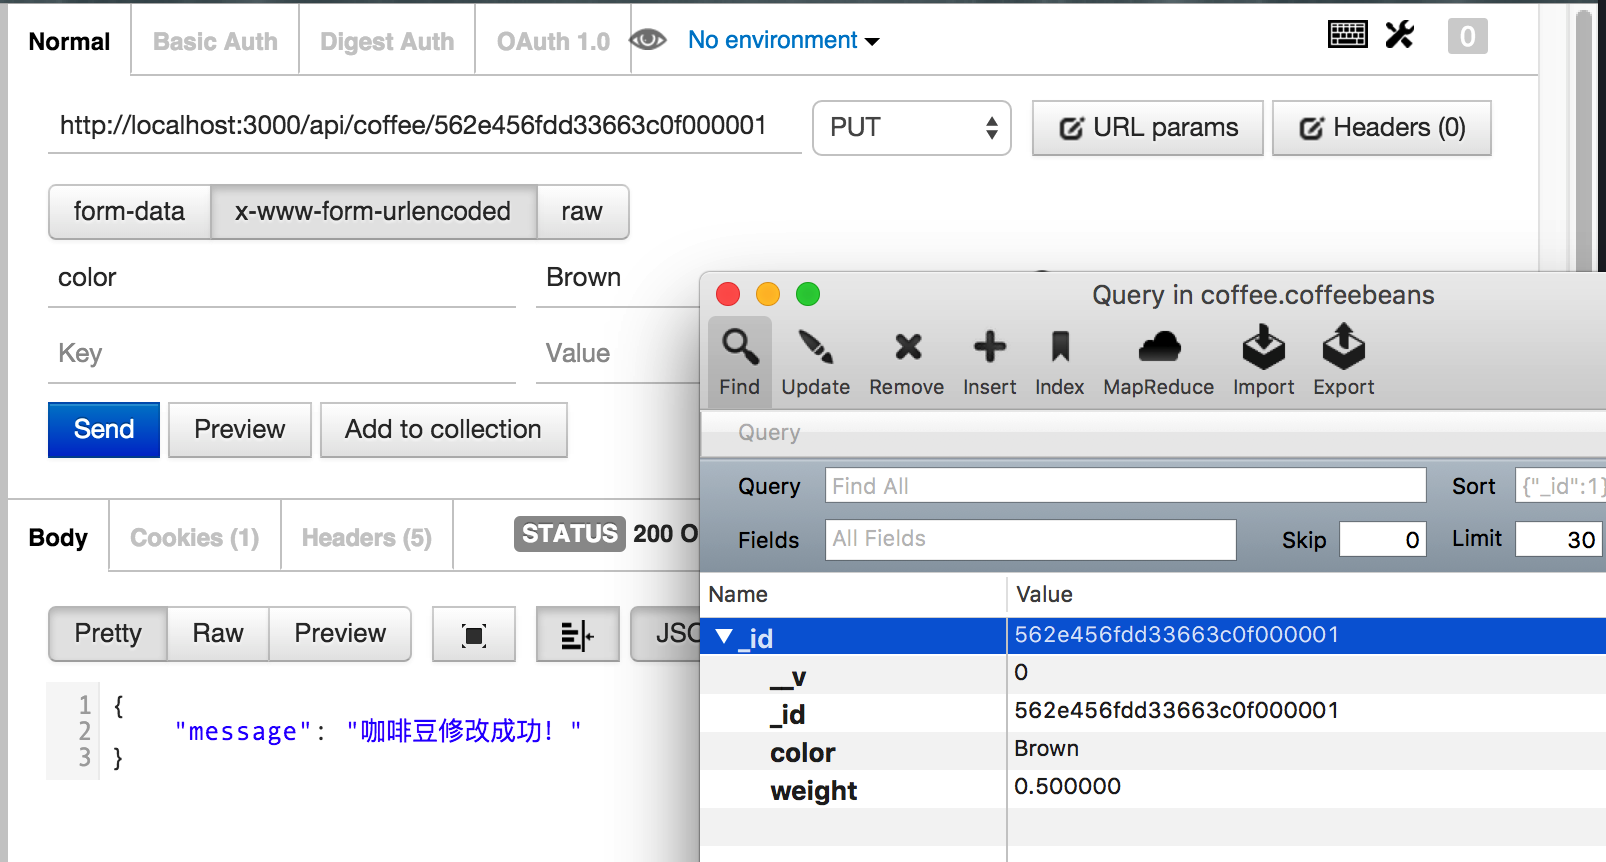 Normal Basic Auth Digest Auth OAuth 1.0 No environment 0
http://localhost:3000/api/coffee/562e456fdd33663c0f000001 PUT URL params Headers (0)
form-data x-www-form-urlencoded raw
color Brown
Key Value
Send Preview Add to collection
Body Cookies (1) Headers (5) STATUS 200 O
Pretty Raw Preview JSC
1 {
2 "message": "咖啡豆修改成功！"
3 }
Query in coffee.coffeebeans
Find Update Remove Insert Index MapReduce Import Export
Query
Query Find All Sort {"_id":1}
Fields All Fields Skip 0 Limit 30
Name Value
_id 562e456fdd33663c0f000001
__v 0
_id 562e456fdd33663c0f000001
color Brown
weight 0.500000